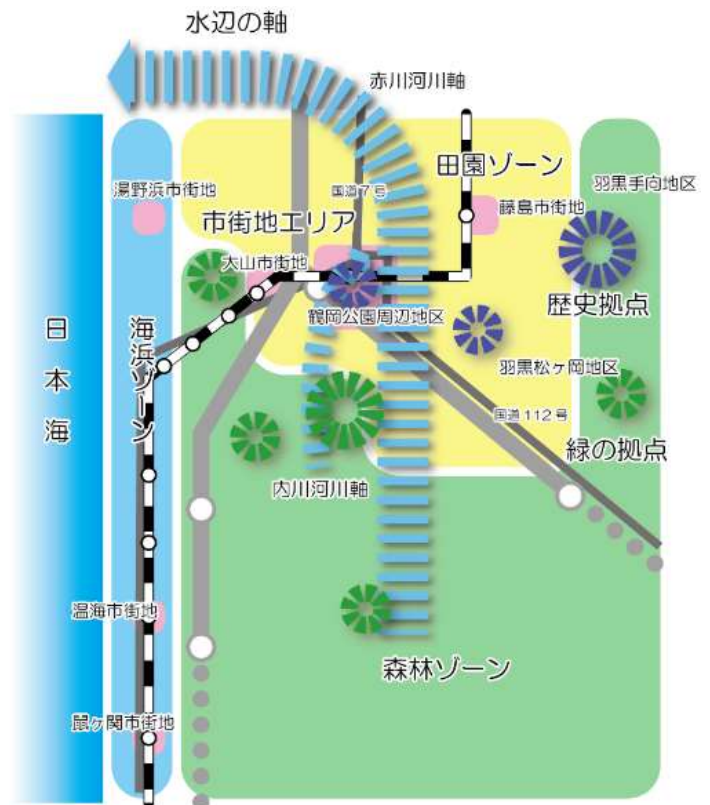 水辺の軸
赤川河川軸
田園ゾーン
湯野浜市街地
国道7号
羽黒手向地区
市街地エリア
藤島市街地
大山市街地
歴史拠点
日本海
海浜ゾーン
鶴岡公園周辺地区
羽黒松ヶ岡地区
国道112号
緑の拠点
内川河川軸
温海市街地
森林ゾーン
鼠ヶ関市街地